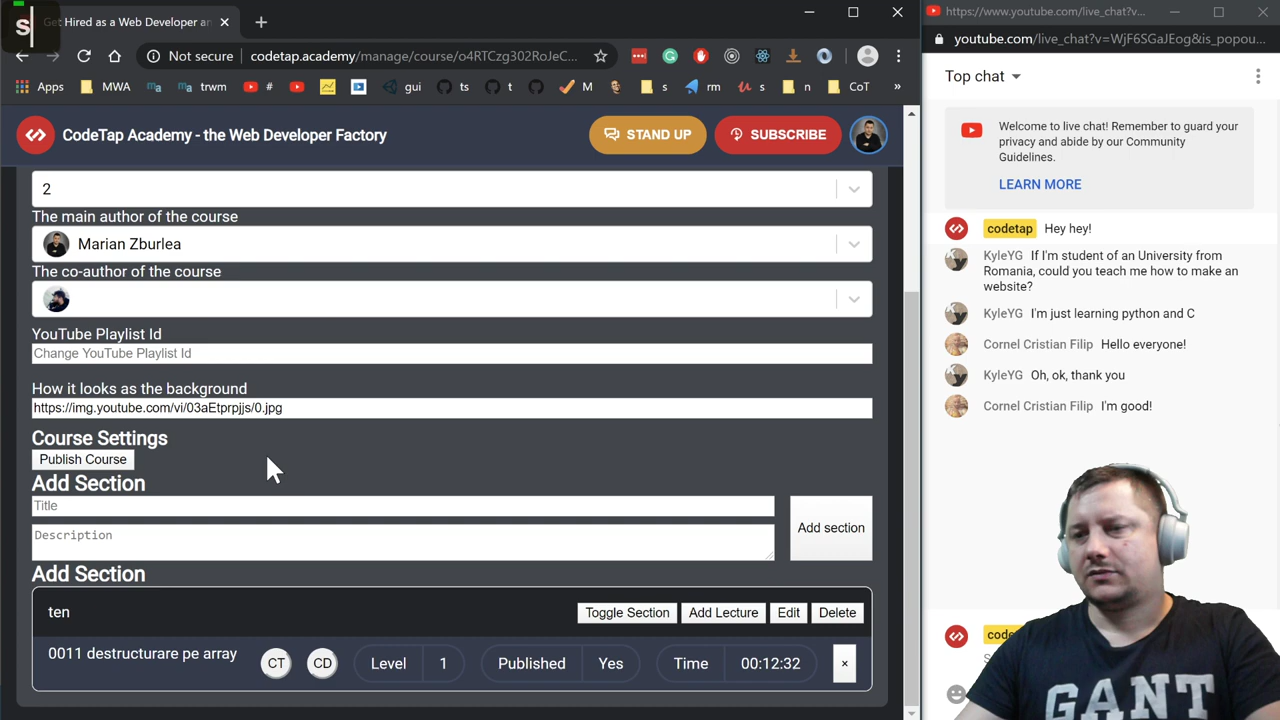 s
Get Hired as a Web Developer an
https://www.youtube.com/live_chat?v...
Not secure
codetap.academy/manage/course/o4RTCzg302RoJeC...
youtube.com/live_chat?v=WjF6SGaJEog&is_popou...
Apps
MWA
trwm
#
gui
ts
t
M
s
rm
s
n
CoT
»
Top chat
CodeTap Academy - the Web Developer Factory
STAND UP
SUBSCRIBE
Welcome to live chat! Remember to guard your
privacy and abide by our Community
Guidelines.
LEARN MORE
2
The main author of the course
Marian Zburlea
The co-author of the course
YouTube Playlist Id
Change YouTube Playlist Id
How it looks as the background
https://img.youtube.com/vi/03aEtprpjjs/0.jpg
Course Settings
Publish Course
Add Section
Title
Description
Add section
Add Section
ten
Toggle Section
Add Lecture
Edit
Delete
0011 destructurare pe array
CT
CD
Level
1
Published
Yes
Time
00:12:32
×
codetap Hey hey!
KyleYG If I'm student of an University from
Romania, could you teach me how to make an
website?
KyleYG I'm just learning python and C
Cornel Cristian Filip Hello everyone!
KyleYG Oh, ok, thank you
Cornel Cristian Filip I'm good!
code
GANT